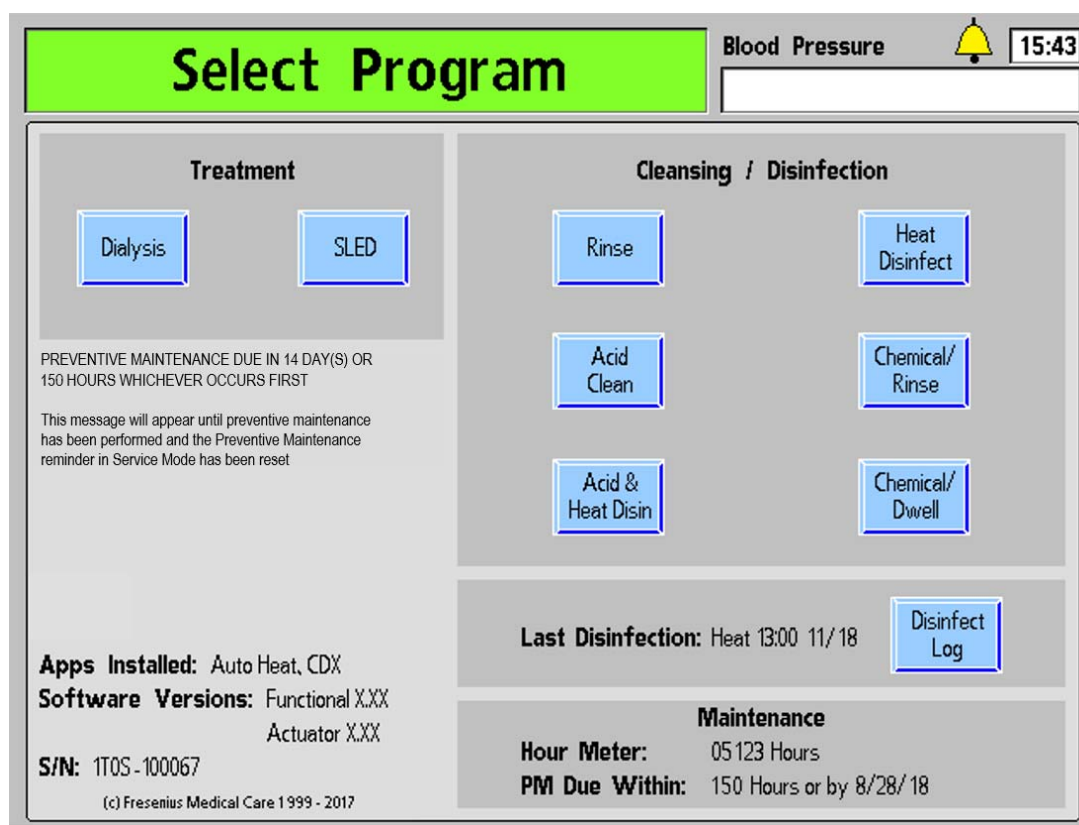 Select Program
Blood Pressure
15:43
Treatment
Dialysis
SLED
PREVENTIVE MAINTENANCE DUE IN 14 DAY(S) OR
150 HOURS WHICHEVER OCCURS FIRST
This message will appear until preventive maintenance
has been performed and the Preventive Maintenance
reminder in Service Mode has been reset
Apps Installed: Auto Heat, CDX
Software Versions: Functional X.XX
Actuator X.XX
S/N: 1T0S-100067
(c) Fresenius Medical Care 1999 - 2017
Cleansing / Disinfection
Rinse
Heat
Disinfect
Acid
Clean
Chemical/
Rinse
Acid &
Heat Disin
Chemical/
Dwell
Last Disinfection: Heat 13:00 11/18
Disinfect
Log
Maintenance
Hour Meter: 05123 Hours
PM Due Within: 150 Hours or by 8/28/18